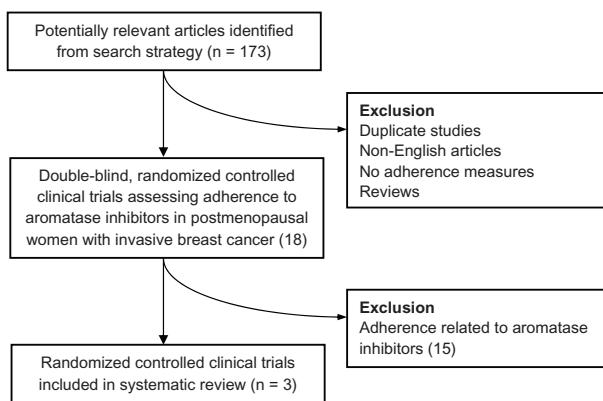 Potentially relevant articles identified
from search strategy (n = 173)
Exclusion
Duplicate studies
Non-English articles
No adherence measures
Reviews
Double-blind, randomized controlled
clinical trials assessing adherence to
aromatase inhibitors in postmenopausal
women with invasive breast cancer (18)
Exclusion
Adherence related to aromatase
inhibitors (15)
Randomized controlled clinical trials
included in systematic review (n = 3)